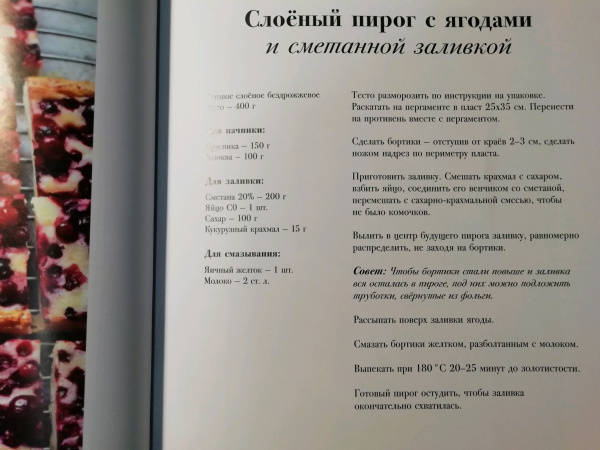 Слоёный пирог с ягодами
и сметанной заливкой
слоёное бездрожжевое
– 400 г
начинки:
– 150 г
– 100 г
Для заливки:
Сметана 20% – 200 г
Яйцо С0 – 1 шт.
Сахар – 100 г
Кукурузный крахмал – 15 г
Для смазывания:
Яичный желток – 1 шт.
Молоко – 2 ст. л.
Тесто разморозить по инструкции на упаковке.
Раскатать на пергаменте в пласт 25х35 см. Перенести
на противень вместе с пергаментом.
Сделать бортики – отступив от краёв 2–3 см, сделать
ножом надрез по периметру пласта.
Приготовить заливку. Смешать крахмал с сахаром,
взбить яйцо, соединить его венчиком со сметаной,
перемешать с сахарно-крахмальной смесью, чтобы
не было комочков.
Вылить в центр будущего пирога заливку, равномерно
распределить, не заходя на бортики.
Совет: Чтобы бортики стали повыше и заливка
вся осталась в пироге, под них можно подложить
трубочки, свёрнутые из фольги.
Рассыпать поверх заливки ягоды.
Смазать бортики желтком, разболтанным с молоком.
Выпекать при 180 °С 20–25 минут до золотистости.
Готовый пирог остудить, чтобы заливка
окончательно схватилась.